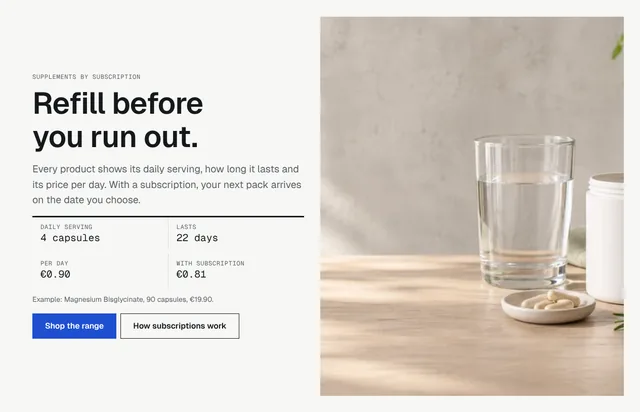 SUPPLEMENTS BY SUBSCRIPTION
Refill before
you run out.
Every product shows its daily serving, how long it lasts and
its price per day. With a subscription, your next pack arrives
on the date you choose.
DAILY SERVING
4 capsules
LASTS
22 days
PER DAY
€0.90
WITH SUBSCRIPTION
€0.81
Example: Magnesium Bisglycinate, 90 capsules, €19.90.
Shop the range
How subscriptions work